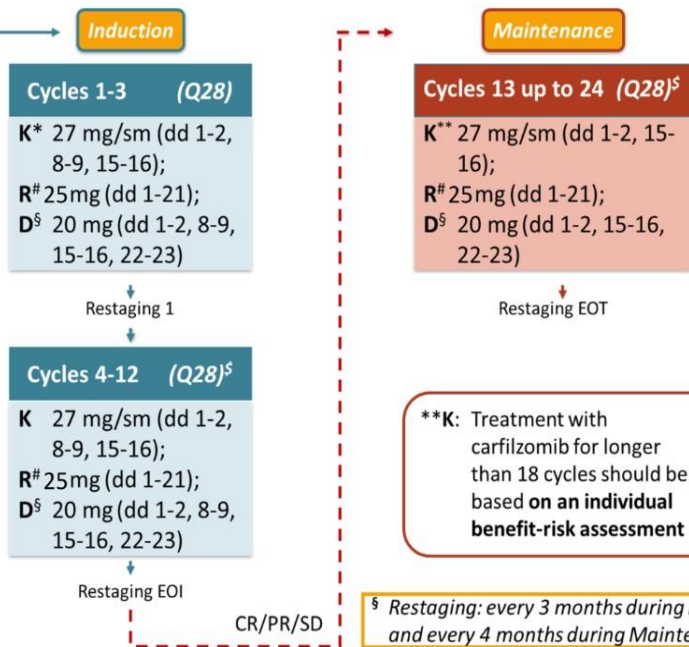 Induction
Cycles 1-3 (Q28)
K* 27 mg/sm (dd 1-2,
8-9, 15-16);
R# 25mg (dd 1-21);
D§ 20 mg (dd 1-2, 8-9,
15-16, 22-23)
Restaging 1
Cycles 4-12 (Q28)$
K 27 mg/sm (dd 1-2,
8-9, 15-16);
R# 25mg (dd 1-21);
D§ 20 mg (dd 1-2, 8-9,
15-16, 22-23)
Restaging EOI
CR/PR/SD
Maintenance
Cycles 13 up to 24 (Q28)$
K** 27 mg/sm (dd 1-2, 15-
16);
R# 25mg (dd 1-21);
D§ 20 mg (dd 1-2, 15-16,
22-23)
Restaging EOT
**K: Treatment with
carfilzomib for longer
than 18 cycles should be
based on an individual
benefit-risk assessment
§ Restaging: every 3 months during
and every 4 months during